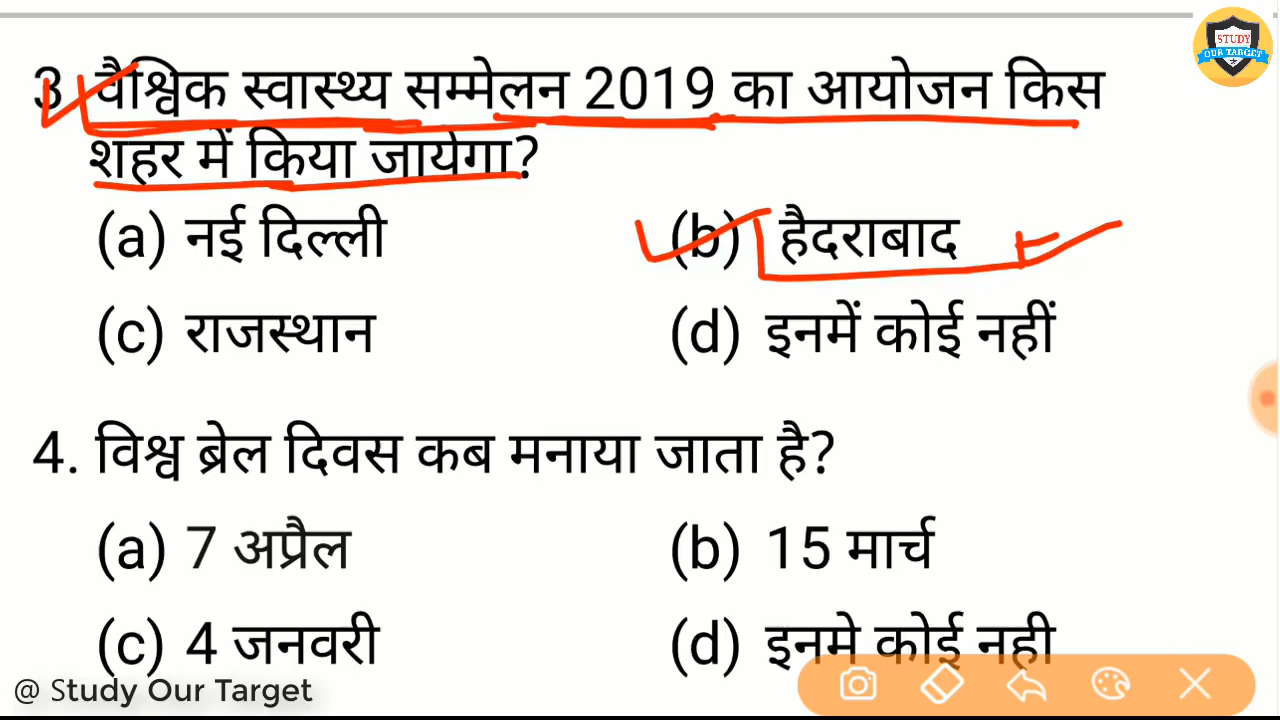 STUDY
OUR TARGET
3. वैश्विक स्वास्थ्य सम्मेलन 2019 का आयोजन किस
शहर में किया जायेगा?
(a) नई दिल्ली (b) हैदराबाद
(c) राजस्थान (d) इनमें कोई नहीं
4. विश्व ब्रेल दिवस कब मनाया जाता है?
(a) 7 अप्रैल (b) 15 मार्च
(c) 4 जनवरी (d) इनमे कोई नही
@ Study Our Target